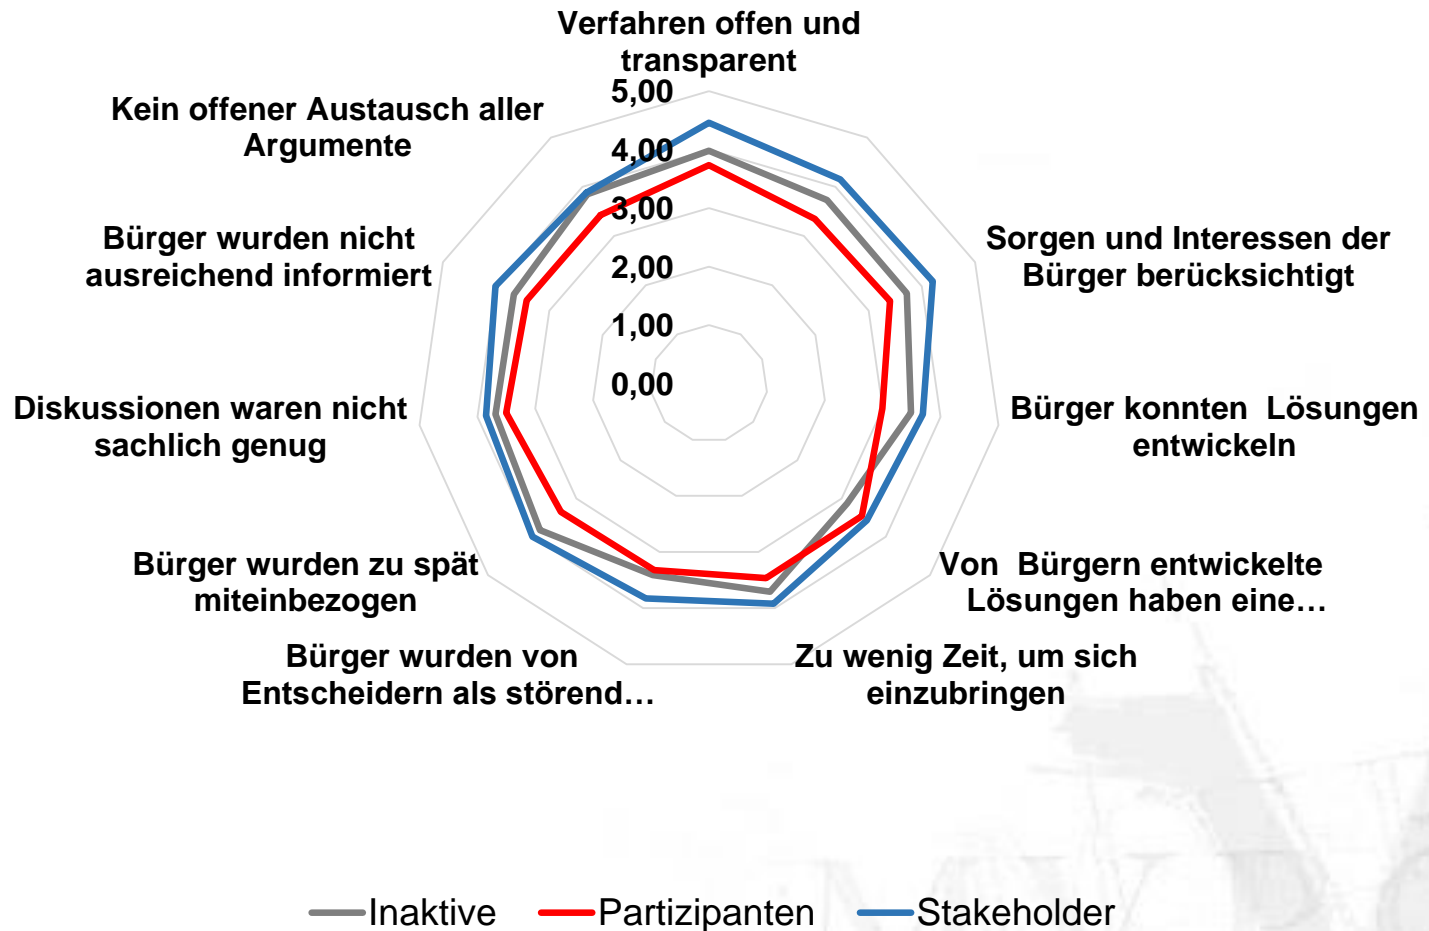 Verfahren offen und
transparent
Kein offener Austausch aller
Argumente
Bürger wurden nicht
ausreichend informiert
Diskussionen waren nicht
sachlich genug
Bürger wurden zu spät
miteinbezogen
Bürger wurden von
Entscheidern als störend…
Zu wenig Zeit, um sich
einzubringen
Von  Bürgern entwickelte
Lösungen haben eine…
Bürger konnten  Lösungen
entwickeln
Sorgen und Interessen der
Bürger berücksichtigt
5,00
4,00
3,00
2,00
1,00
0,00
Inaktive Partizipanten Stakeholder